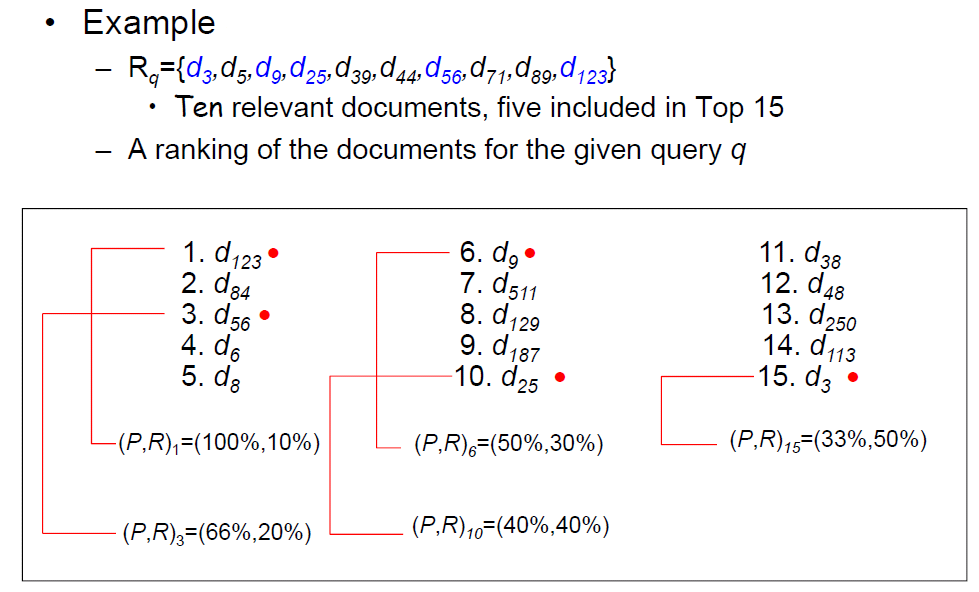 • Example
– Rq={d3,d5,d9,d25,d39,d44,d56,d71,d89,d123}
• Ten relevant documents, five included in Top 15
– A ranking of the documents for the given query q
1. d123
2. d84
3. d56
4. d6
5. d8
(P,R)1=(100%,10%)
(P,R)3=(66%,20%)
6. d9
7. d511
8. d129
9. d187
10. d25
(P,R)6=(50%,30%)
(P,R)10=(40%,40%)
11. d38
12. d48
13. d250
14. d113
15. d3
(P,R)15=(33%,50%)